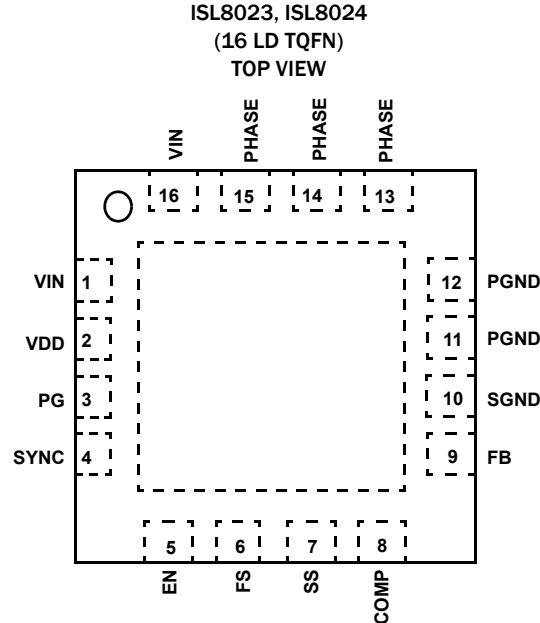 ISL8023, ISL8024
(16 LD TQFN)
TOP VIEW
VIN
PHASE
PHASE
PHASE
16
15
14
13
VIN 1
12 PGND
VDD 2
11 PGND
PG 3
10 SGND
SYNC 4
9 FB
5
6
7
8
EN
FS
SS
COMP